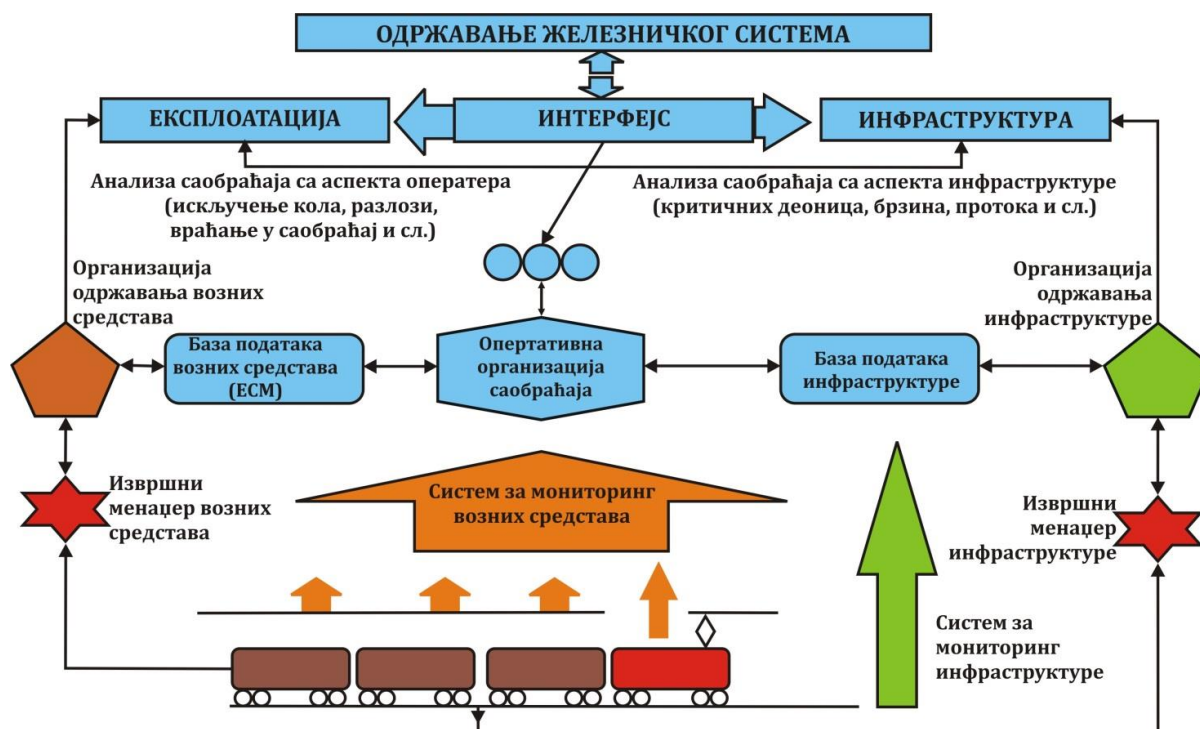 ОДРЖАВАЊЕ ЖЕЛЕЗНИЧКОГ СИСТЕМА
ЕКСПЛОАТАЦИЈА
ИНТЕРФЕЈС
ИНФРАСТРУКТУРА
Анализа саобраћаја са аспекта оператера
(искључење кола, разлози,
враћање у саобраћај и сл.)
Анализа саобраћаја са аспекта инфраструктуре
(критичних деоница, брзина, протока и сл.)
Организација
одржавања возних
средстава
Организација
одржавања
инфраструктуре
База података
возних средстава
(ECM)
Опертативна
организација
саобраћаја
База података
инфраструктуре
Извршни
менаџер возних
средстава
Систем за мониторинг
возних средстава
Извршни
менаџер
инфраструктуре
Систем за
мониторинг
инфраструктуре